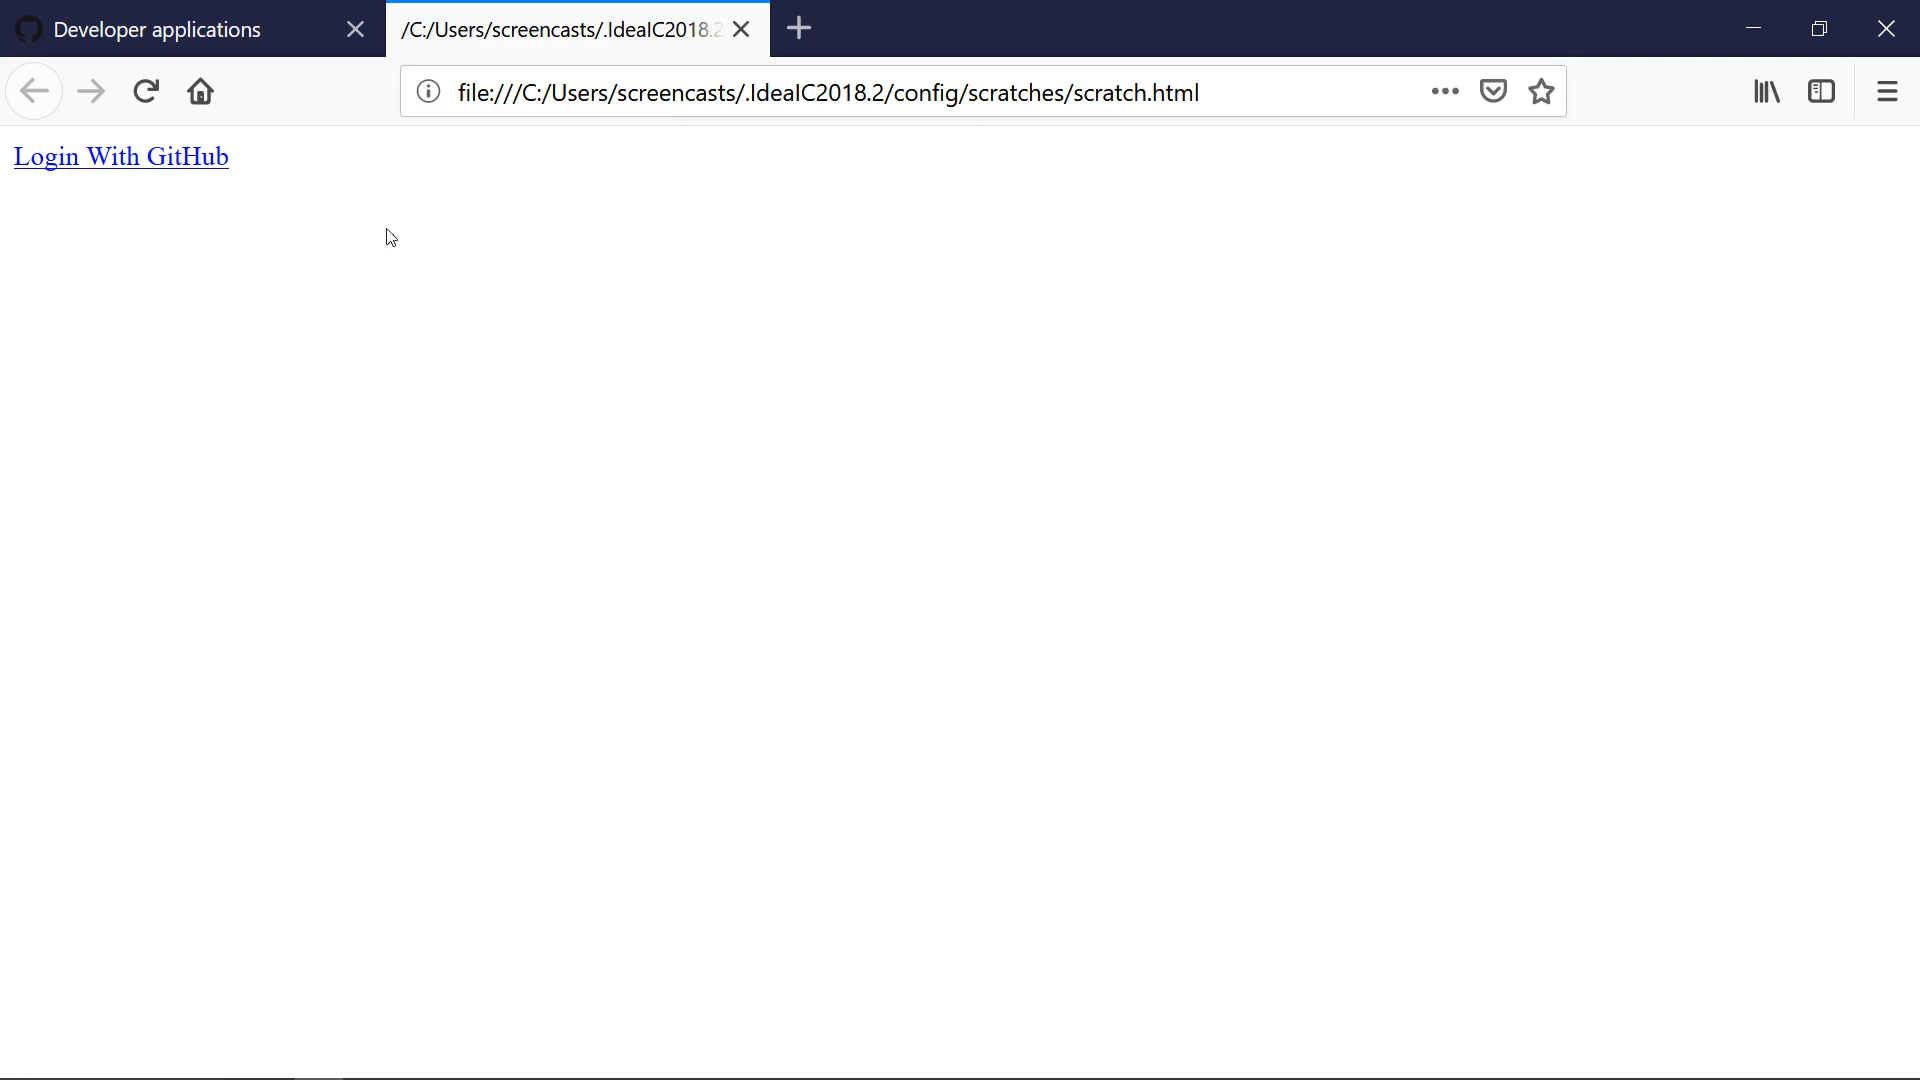 Developer applications
/C:/Users/screencasts/.IdeaIC2018.2
file:///C:/Users/screencasts/.IdeaIC2018.2/config/scratches/scratch.html
Login With GitHub